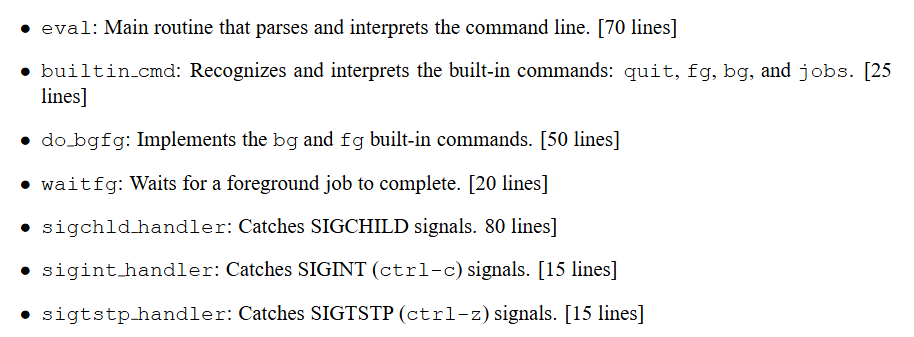 • eval: Main routine that parses and interprets the command line. [70 lines]
• builtin_cmd: Recognizes and interprets the built-in commands: quit, fg, bg, and jobs. [25
lines]
• do_bgfg: Implements the bg and fg built-in commands. [50 lines]
• waitfg: Waits for a foreground job to complete. [20 lines]
• sigchld_handler: Catches SIGCHILD signals. 80 lines]
• sigint_handler: Catches SIGINT (ctrl-c) signals. [15 lines]
• sigtstp_handler: Catches SIGTSTP (ctrl-z) signals. [15 lines]